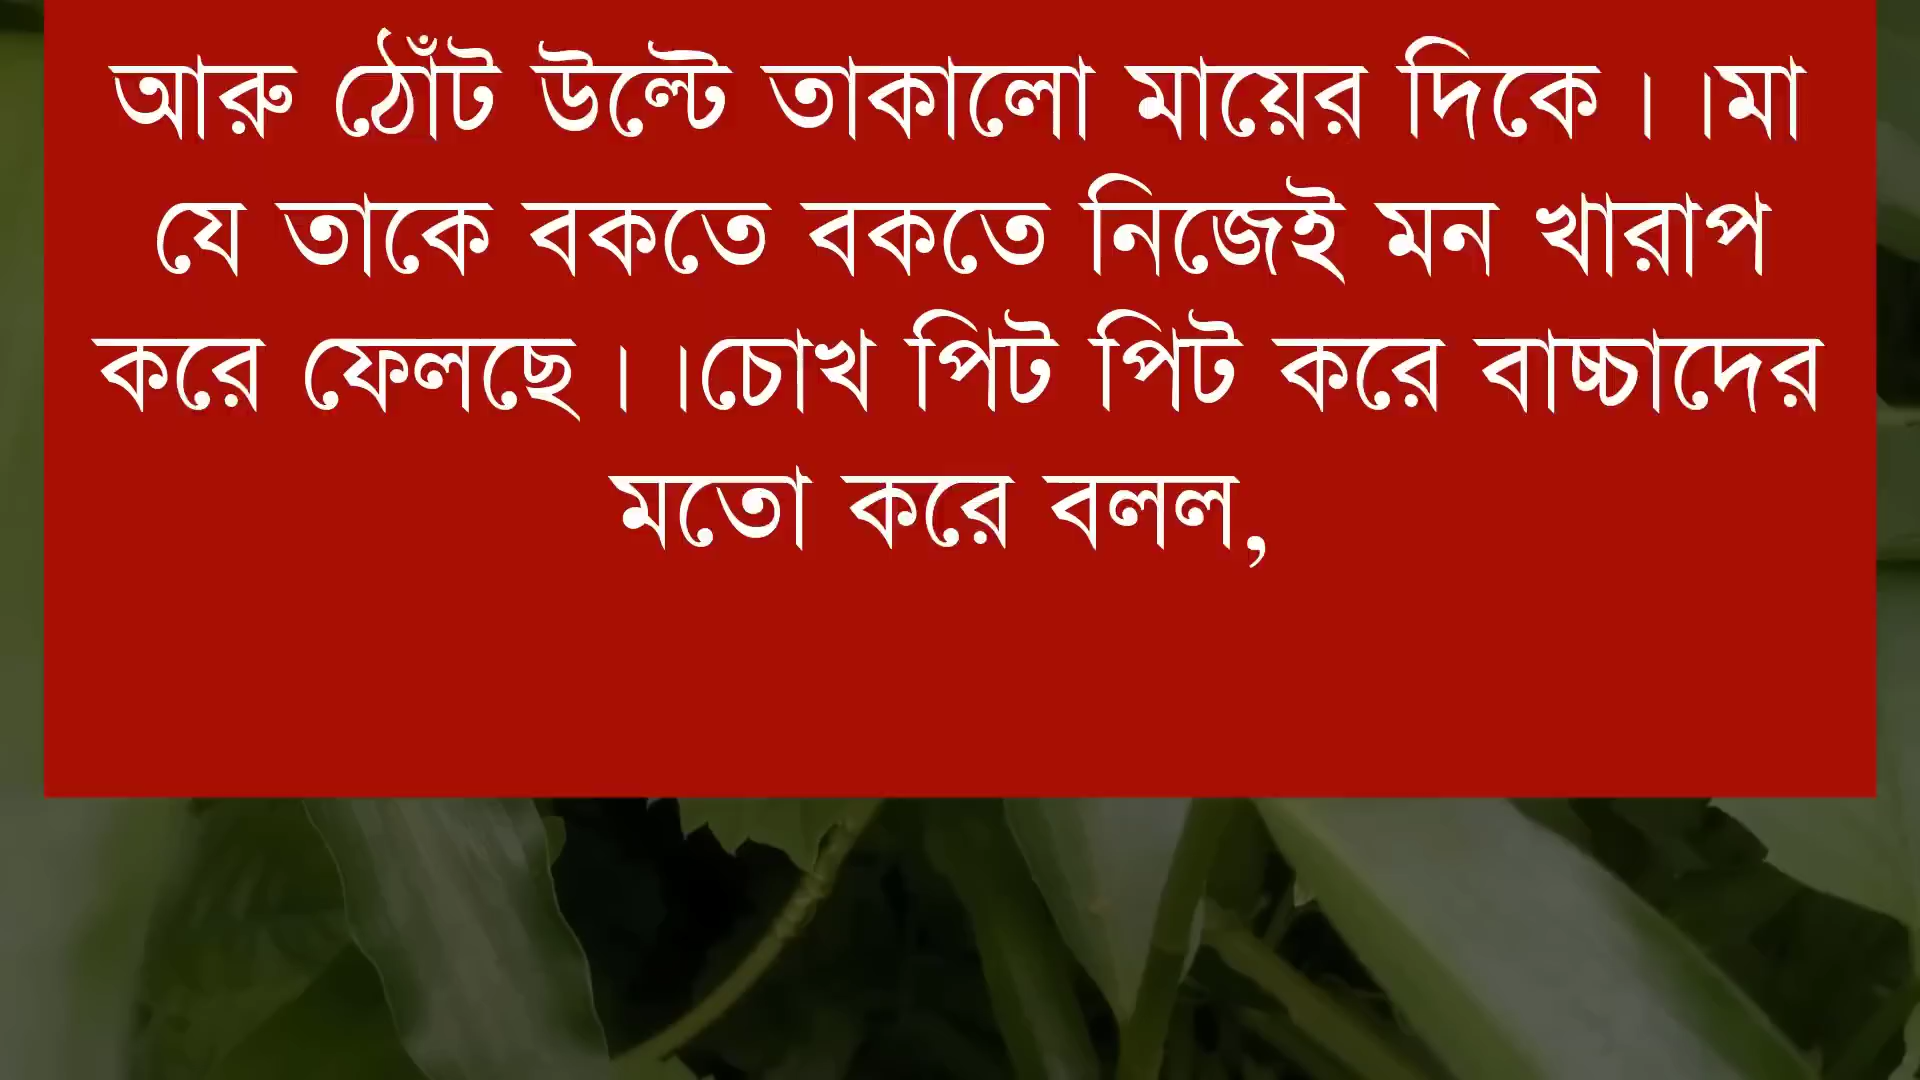 আরু ঠোঁট উল্টে তাকালো মায়ের দিকে। ।মা
যে তাকে বকতে বকতে নিজেই মন খারাপ
করে ফেলছে। ।চোখ পিট পিট করে বাচ্চাদের
মতো করে বলল,